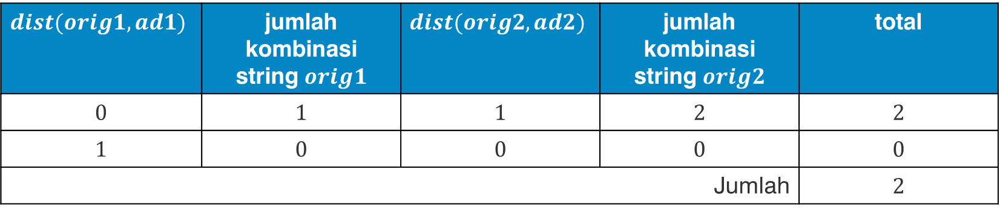 dist(orig1, ad1) jumlah kombinasi string orig1 dist(orig2, ad2) jumlah kombinasi string orig2 total
0 1 1 2 2
1 0 0 0 0
Jumlah 2